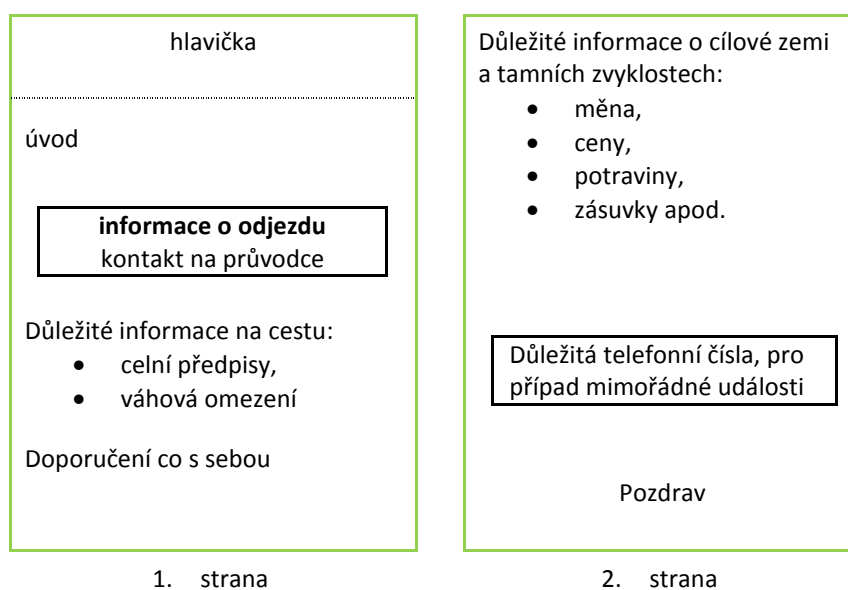 hlavička
úvod
informace o odjezdu
kontakt na průvodce
Důležité informace na cestu:
• celní předpisy,
• váhová omezení
Doporučení co s sebou
1. strana
Důležité informace o cílové zemi
a tamních zvyklostech:
• měna,
• ceny,
• potraviny,
• zásuvky apod.
Důležitá telefonní čísla, pro
případ mimořádné události
Pozdrav
2. strana